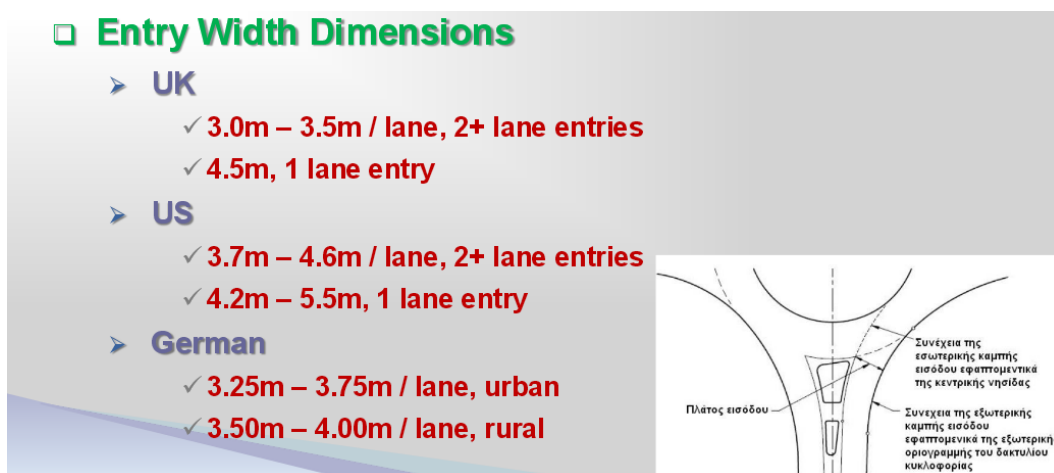 Entry Width Dimensions
UK
3.0m – 3.5m / lane, 2+ lane entries
4.5m, 1 lane entry
US
3.7m – 4.6m / lane, 2+ lane entries
4.2m – 5.5m, 1 lane entry
German
3.25m – 3.75m / lane, urban
3.50m – 4.00m / lane, rural
Συνέχεια της
εσωτερικής καμπής
εισόδου εφαπτομεντικά
της κεντρικής νησίδας
Πλάτος εισόδου
Συνεχεια της εξωτερικής
καμπής εισόδου
εφαπτομενικά της εξωτερική
οριογραμμής του δακτυλίου
κυκλοφορίας